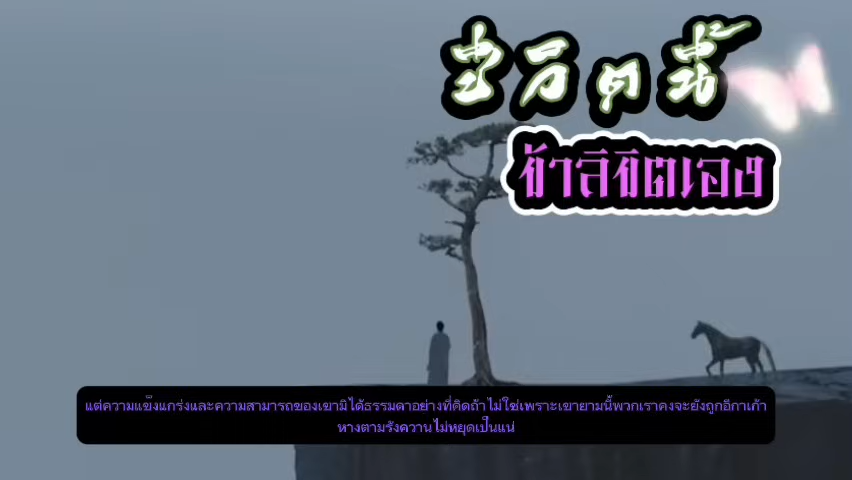 ชีวิตนี้
ข้าลิขิตเอง
แต่ความแข็งแกร่งและความสามารถของเขามิได้ธรรมดาอย่างที่คิดถ้าไม่ใช่เพราะเขายามนี้พวกเราคงจะยังถูกอีกาเก้า
หางตามรังควานไม่หยุดเป็นแน่